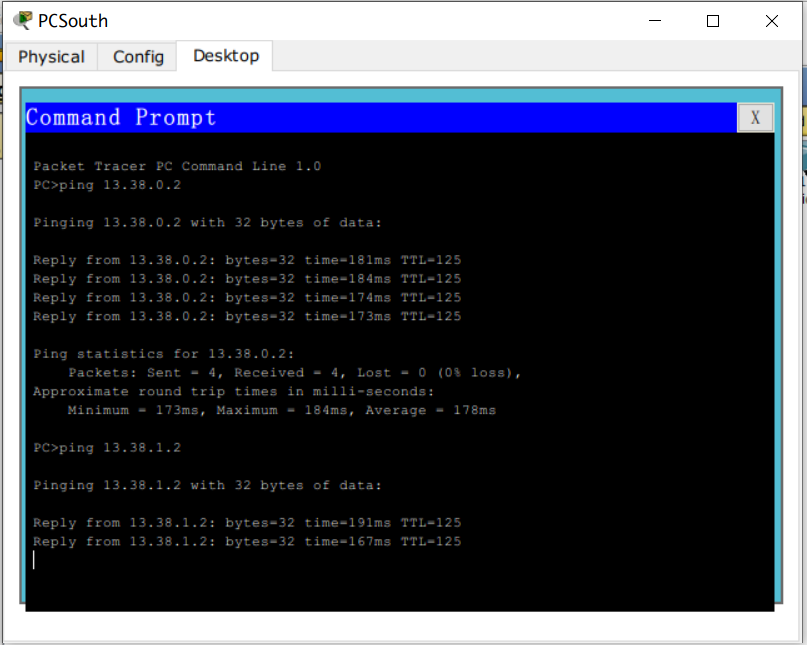 PCSouth
Physical Config Desktop
Command Prompt X
Packet Tracer PC Command Line 1.0
PC>ping 13.38.0.2
Pinging 13.38.0.2 with 32 bytes of data:
Reply from 13.38.0.2: bytes=32 time=181ms TTL=125
Reply from 13.38.0.2: bytes=32 time=184ms TTL=125
Reply from 13.38.0.2: bytes=32 time=174ms TTL=125
Reply from 13.38.0.2: bytes=32 time=173ms TTL=125
Ping statistics for 13.38.0.2:
Packets: Sent = 4, Received = 4, Lost = 0 (0% loss),
Approximate round trip times in milli-seconds:
Minimum = 173ms, Maximum = 184ms, Average = 178ms
PC>ping 13.38.1.2
Pinging 13.38.1.2 with 32 bytes of data:
Reply from 13.38.1.2: bytes=32 time=191ms TTL=125
Reply from 13.38.1.2: bytes=32 time=167ms TTL=125